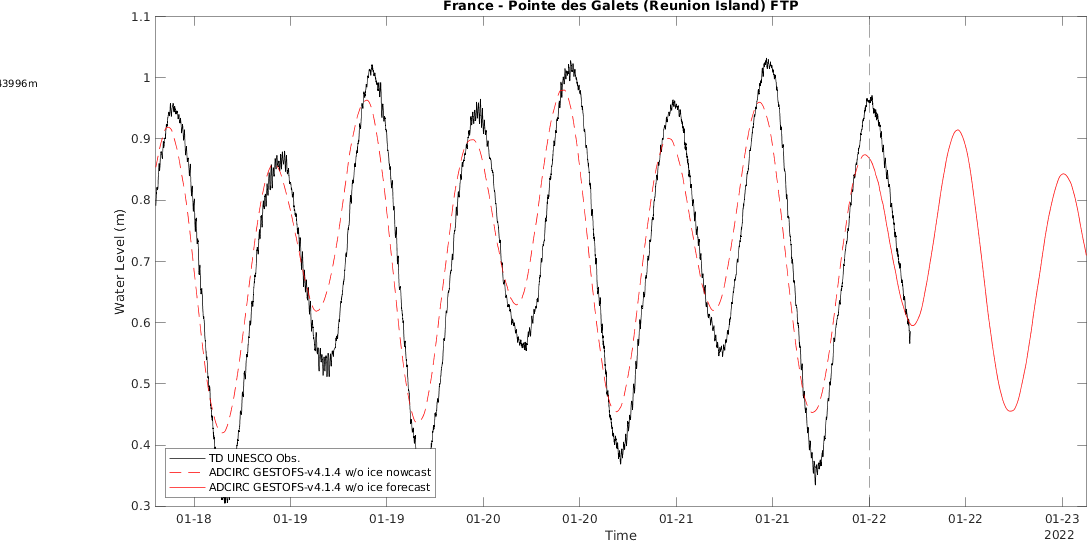 France - Pointe des Galets (Reunion Island) FTP
43996m
1.1
1
0.9
0.8
0.7
0.6
0.5
0.4
0.3
Water Level (m)
TD UNESCO Obs.
ADCIRC GESTOFS-v4.1.4 w/o ice nowcast
ADCIRC GESTOFS-v4.1.4 w/o ice forecast
01-18 01-19 01-19 01-20 01-20 01-21 01-21 01-22 01-22 01-23
Time
2022